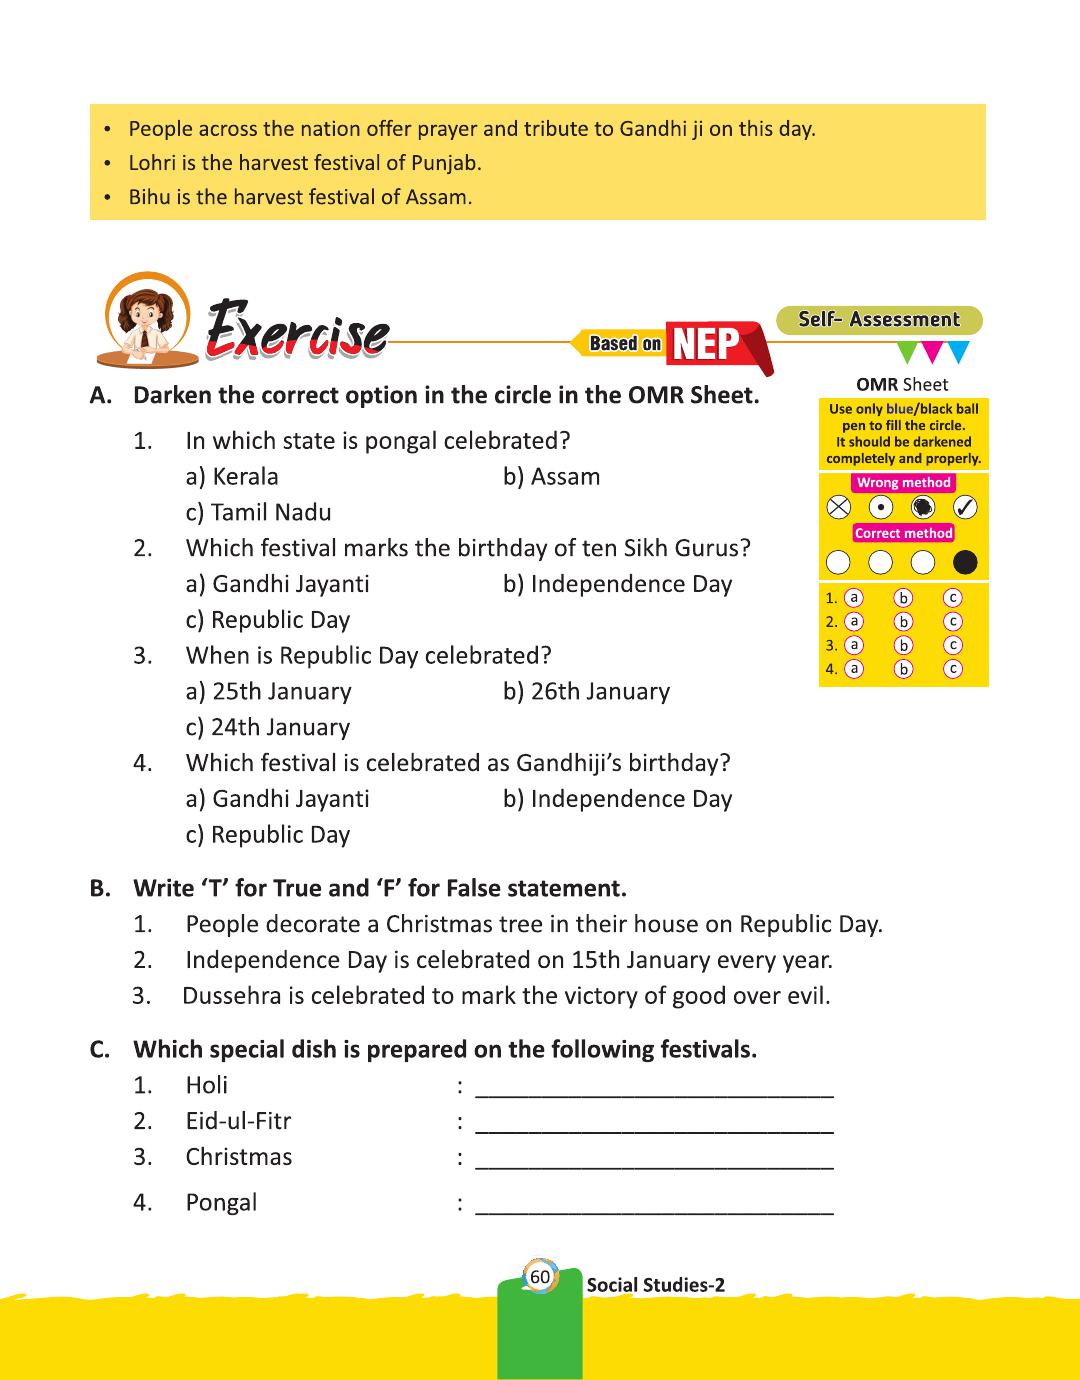 • People across the nation offer prayer and tribute to Gandhi ji on this day.
• Lohri is the harvest festival of Punjab.
• Bihu is the harvest festival of Assam.
Exercise
Based on NEP
Self- Assessment
A. Darken the correct option in the circle in the OMR Sheet.
1. In which state is pongal celebrated?
a) Kerala b) Assam
c) Tamil Nadu
2. Which festival marks the birthday of ten Sikh Gurus?
a) Gandhi Jayanti b) Independence Day
c) Republic Day
3. When is Republic Day celebrated?
a) 25th January b) 26th January
c) 24th January
4. Which festival is celebrated as Gandhiji’s birthday?
a) Gandhi Jayanti b) Independence Day
c) Republic Day
OMR Sheet
Use only blue/black ball
pen to fill the circle.
It should be darkened
completely and properly.
Wrong method
Correct method
1. a b c
2. a b c
3. a b c
4. a b c
B. Write ‘T’ for True and ‘F’ for False statement.
1. People decorate a Christmas tree in their house on Republic Day.
2. Independence Day is celebrated on 15th January every year.
3. Dussehra is celebrated to mark the victory of good over evil.
C. Which special dish is prepared on the following festivals.
1. Holi : ____________________________
2. Eid-ul-Fitr : ____________________________
3. Christmas : ____________________________
4. Pongal : ____________________________
60 Social Studies-2